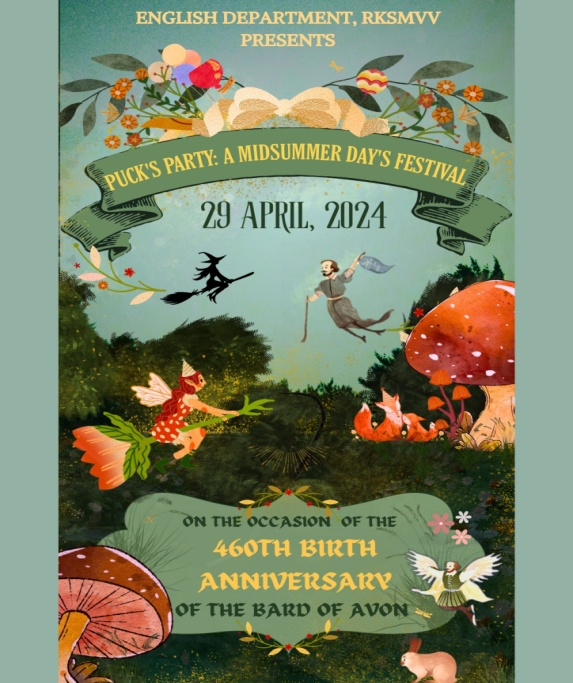 ENGLISH DEPARTMENT, RKSMVV
PRESENTS
PUCK'S PARTY: A MIDSUMMER DAY'S FESTIVAL
29 APRIL, 2024
ON THE OCCASION OF THE
460TH BIRTH
ANNIVERSARY
OF THE BARD OF AVON